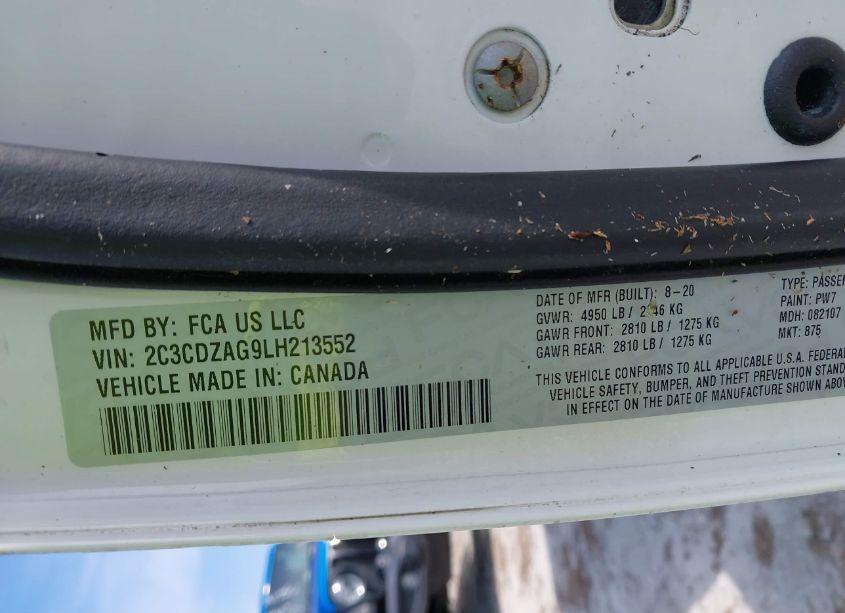 MFD BY: FCA US LLC
VIN: 2C3CDZAG9LH213552
VEHICLE MADE IN: CANADA
DATE OF MFR (BUILT): 8-20
GVWR: 4950 LB / KG
GAWR FRONT: 2810 LB / 1275 KG
GAWR REAR: 2810 LB / 1275 KG
TYPE: PASSEN
PAINT: PW7
MDH: 082107
MKT: 875
THIS VEHICLE CONFORMS TO ALL APPLICABLE U.S.A. FEDERAL
VEHICLE SAFETY, BUMPER, AND THEFT PREVENTION STAND
IN EFFECT ON THE DATE OF MANUFACTURE SHOWN ABOV